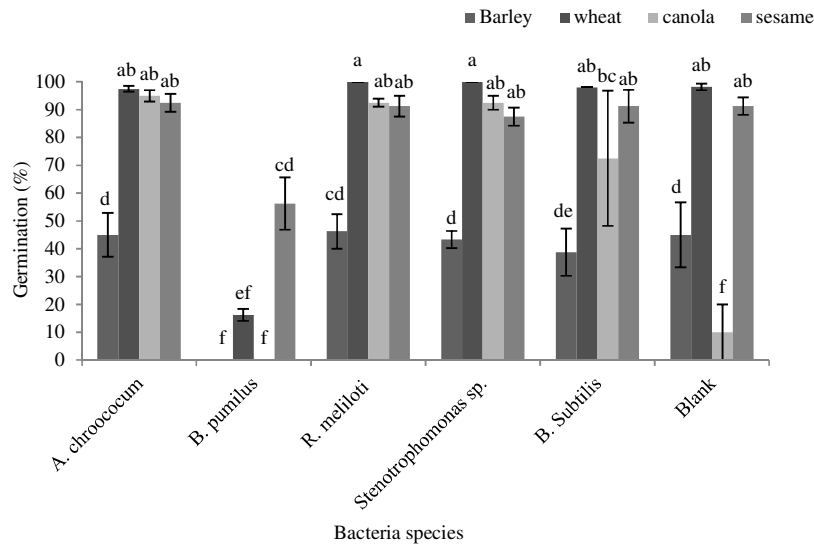 Barley wheat canola sesame
Germination (%)
100
90
80
70
60
50
40
30
20
10
0
d ab ab ab
f ef f cd
cd a ab ab
d a ab ab
de ab bc ab
d ab f ab
A. chroococum
B. pumilus
R. meliloti
Stenotrophomonas sp.
B. Subtilis
Blank
Bacteria species